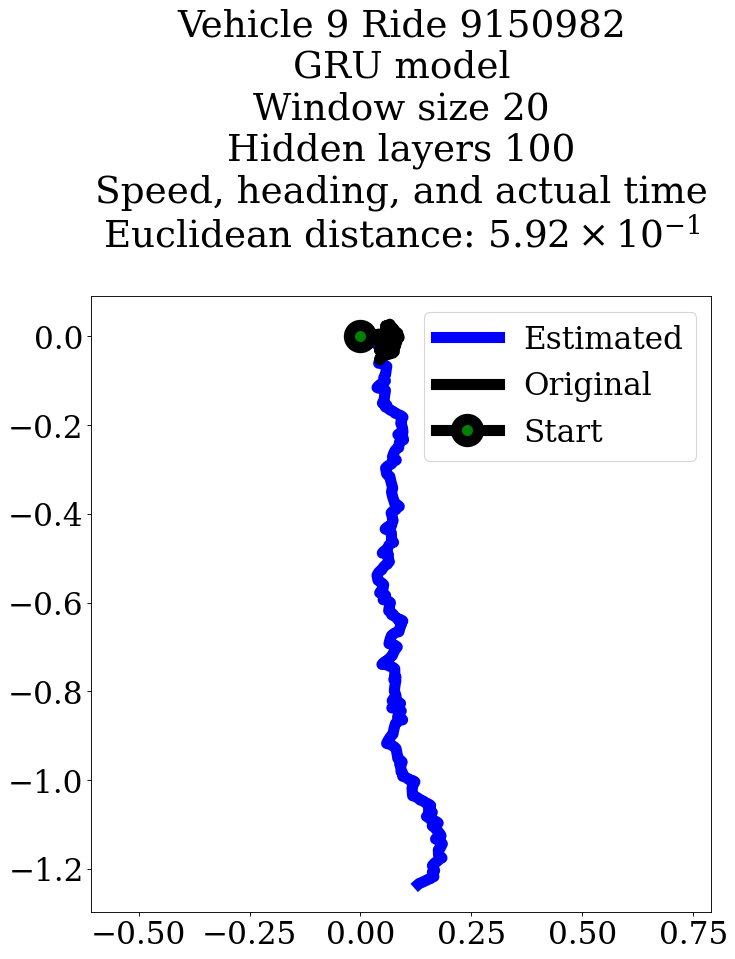 Vehicle 9 Ride 9150982
GRU model
Window size 20
Hidden layers 100
Speed, heading, and actual time
Euclidean distance: 5.92 × 10⁻¹
Estimated
Original
Start
0.0
−0.2
−0.4
−0.6
−0.8
−1.0
−1.2
−0.50 −0.25 0.00 0.25 0.50 0.75